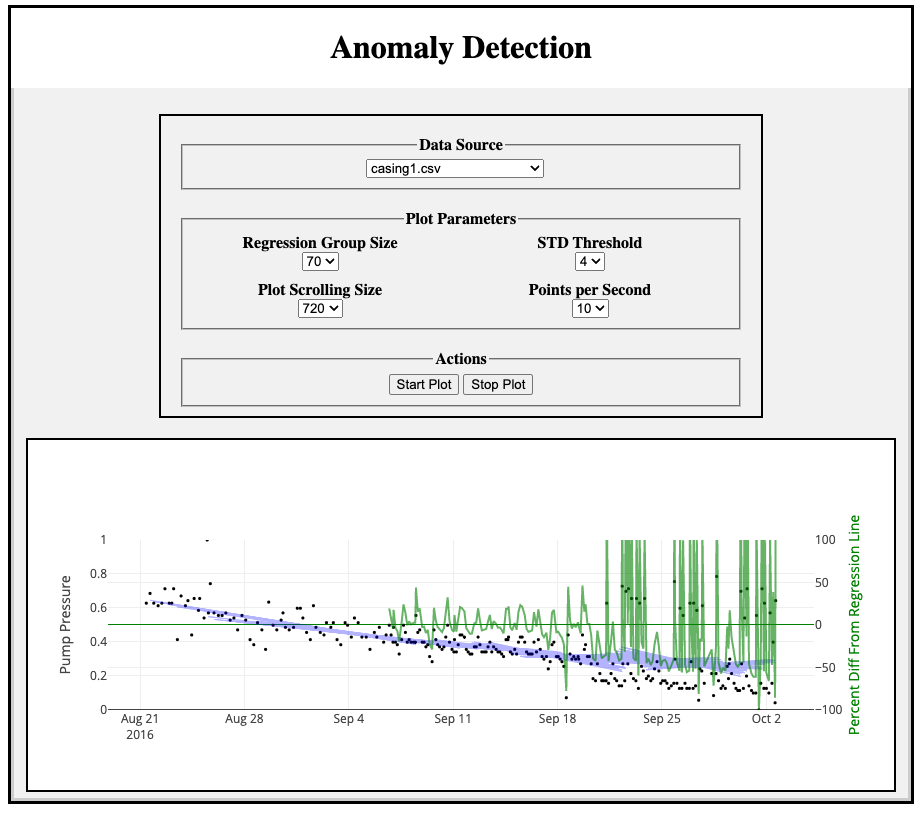 Anomaly Detection
Data Source
casing1.csv
Plot Parameters
Regression Group Size
STD Threshold
70
4
Plot Scrolling Size
Points per Second
720
10
Actions
Start Plot
Stop Plot
Pump Pressure
1
0.8
0.6
0.4
0.2
0
100
50
0
−50
−100
Percent Diff From Regression Line
Aug 21
2016
Aug 28
Sep 4
Sep 11
Sep 18
Sep 25
Oct 2